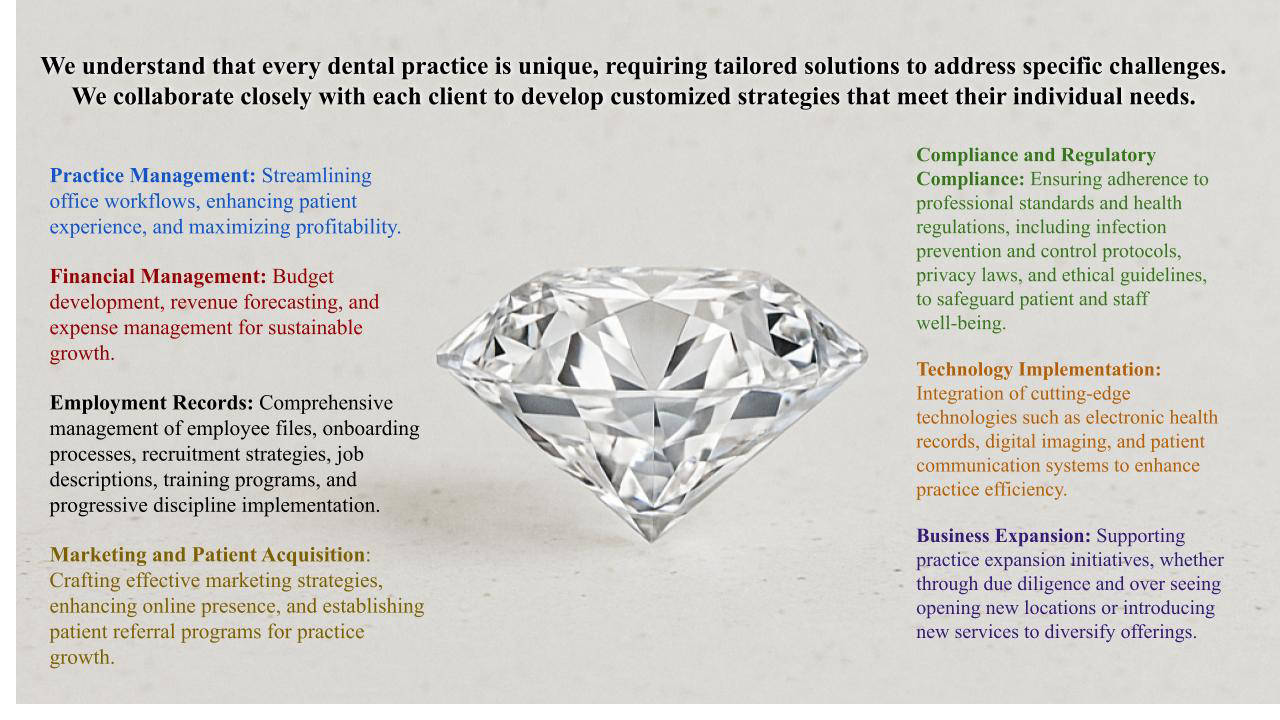 We understand that every dental practice is unique, requiring tailored solutions to address specific challenges.
We collaborate closely with each client to develop customized strategies that meet their individual needs.
Practice Management: Streamlining
office workflows, enhancing patient
experience, and maximizing profitability.
Financial Management: Budget
development, revenue forecasting, and
expense management for sustainable
growth.
Employment Records: Comprehensive
management of employee files, onboarding
processes, recruitment strategies, job
descriptions, training programs, and
progressive discipline implementation.
Marketing and Patient Acquisition:
Crafting effective marketing strategies,
enhancing online presence, and establishing
patient referral programs for practice
growth.
Compliance and Regulatory
Compliance: Ensuring adherence to
professional standards and health
regulations, including infection
prevention and control protocols,
privacy laws, and ethical guidelines,
to safeguard patient and staff
well-being.
Technology Implementation:
Integration of cutting-edge
technologies such as electronic health
records, digital imaging, and patient
communication systems to enhance
practice efficiency.
Business Expansion: Supporting
practice expansion initiatives, whether
through due diligence and over seeing
opening new locations or introducing
new services to diversify offerings.